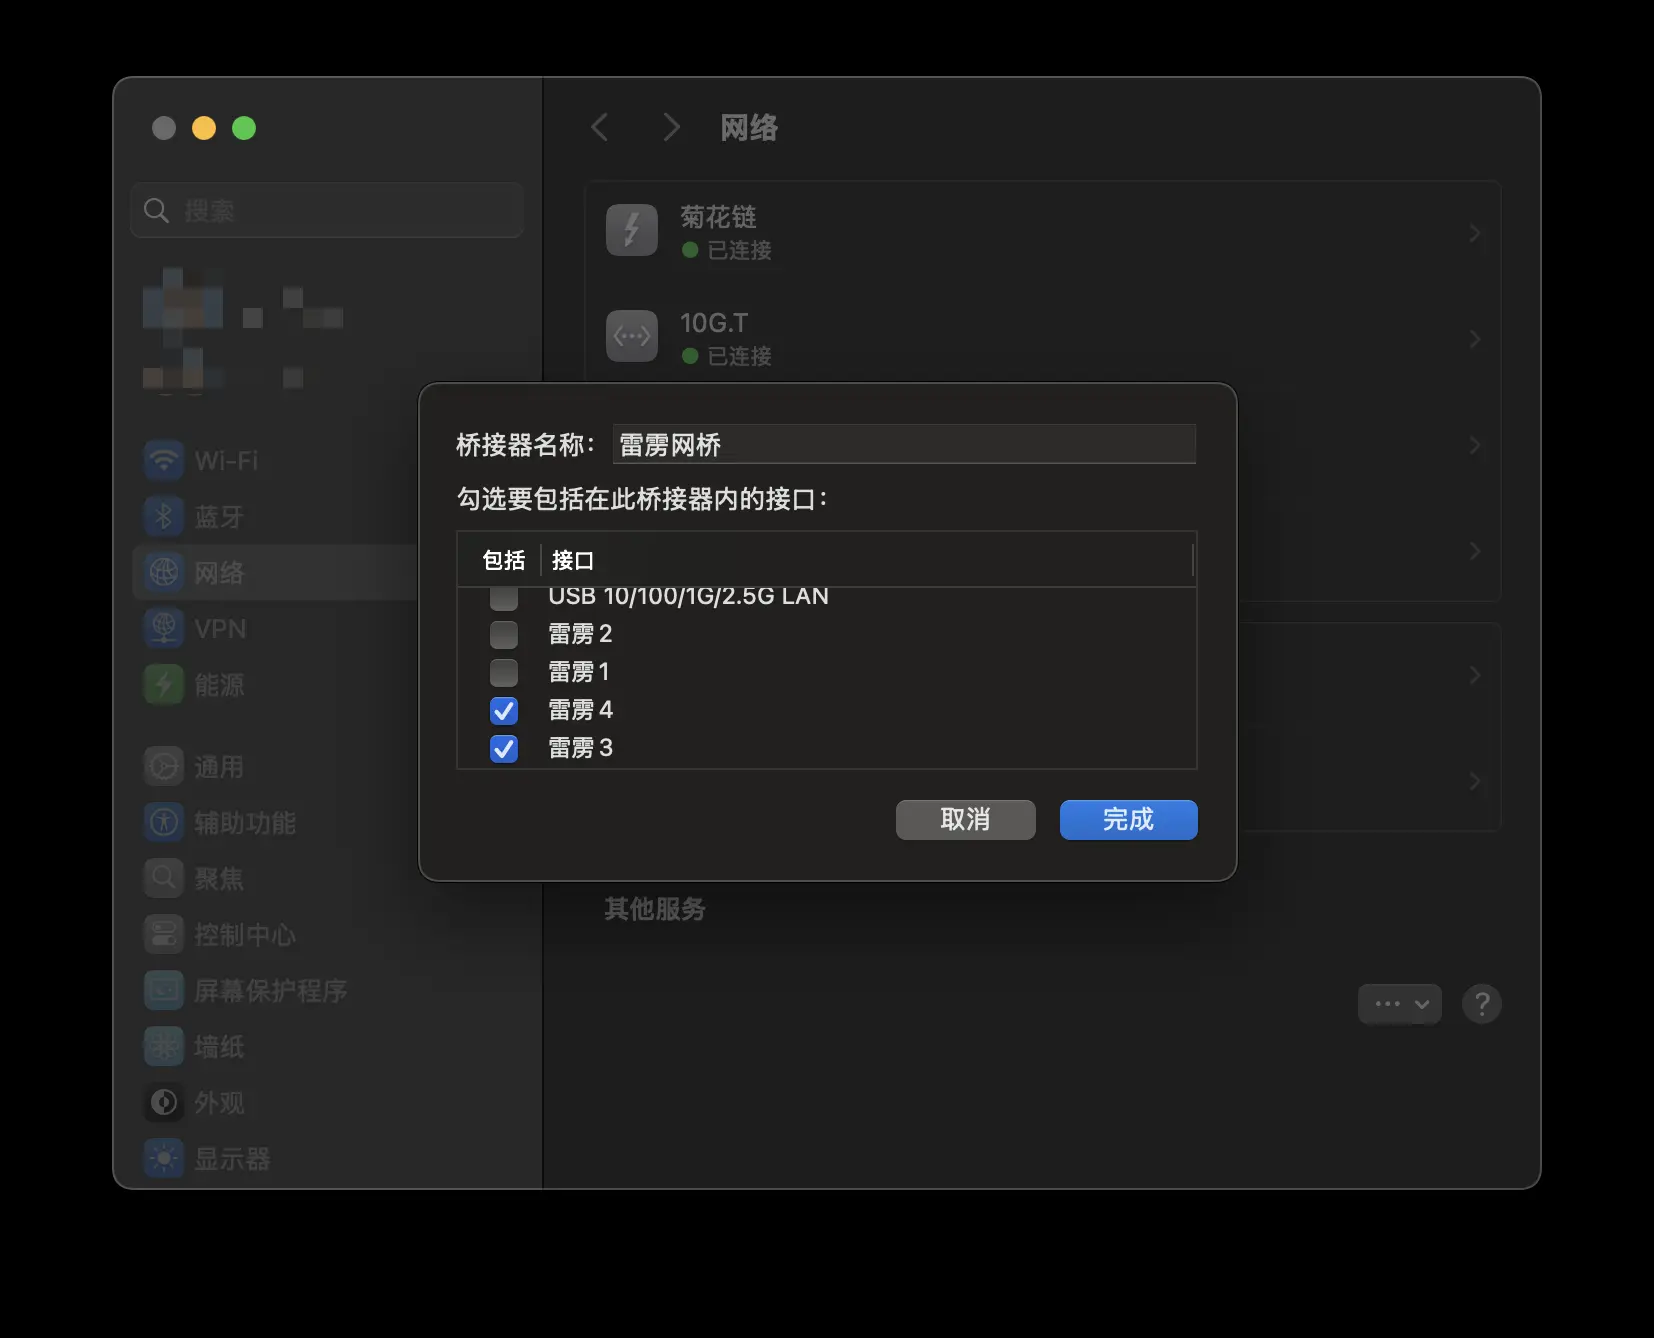 网络
搜索
菊花链
已连接
10G.T
已连接
Wi-Fi
蓝牙
网络
VPN
能源
通用
辅助功能
聚焦
控制中心
屏幕保护程序
墙纸
外观
显示器
桥接器名称：
雷雳网桥
勾选要包括在此桥接器内的接口：
包括 接口
USB 10/100/1G/2.5G LAN
雷雳 2
雷雳 1
雷雳 4
雷雳 3
取消 完成
其他服务